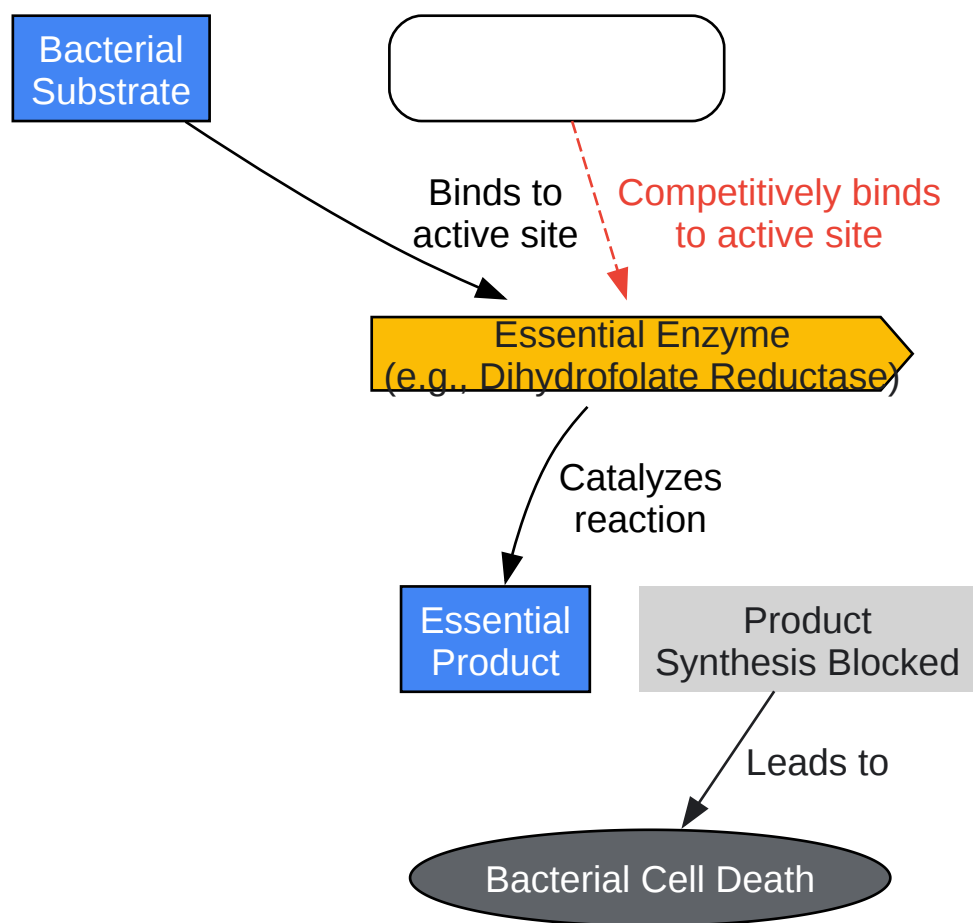 Bacterial
Substrate
Binds to
active site
Competitively binds
to active site
Essential Enzyme
(e.g., Dihydrofolate Reductase)
Catalyzes
reaction
Essential
Product
Product
Synthesis Blocked
Leads to
Bacterial Cell Death